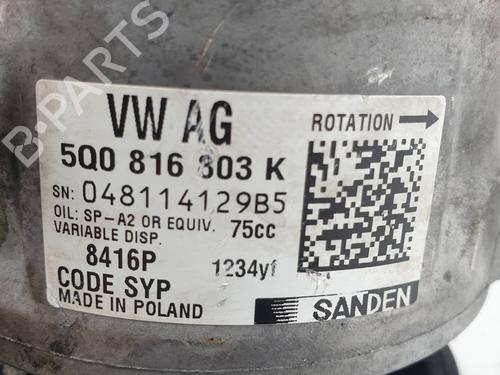 B-PARTS
VW AG
ROTATION →
5Q0 816 803 K
SN: 048114129B5
OIL: SP-A2 OR EQUIV. 75cc
VARIABLE DISP.
8416P 1234yf
CODE SYP
MADE IN POLAND
SANDEN